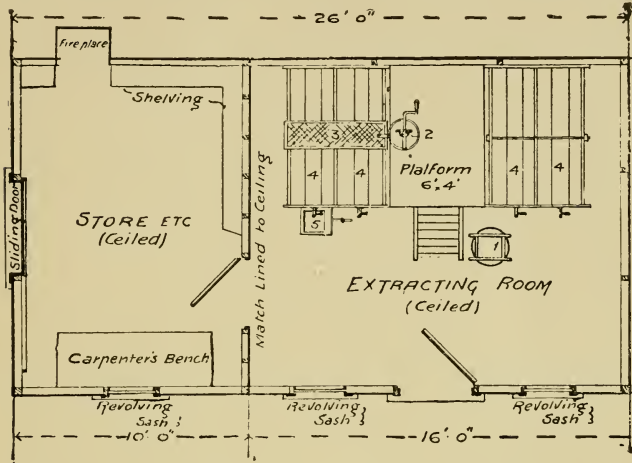 26' 0"
Fireplace
Shelving
3
2
4
4
Platform
6'. 4'
4
4
5
1
Sliding Door
STORE ETC
(Ceiled)
Match Lined to Ceiling
EXTRACTING ROOM
(Ceiled)
Carpenter's Bench
Revolving
Sash
Revolving
Sash
Revolving
Sash
10' 0"
16' 0"